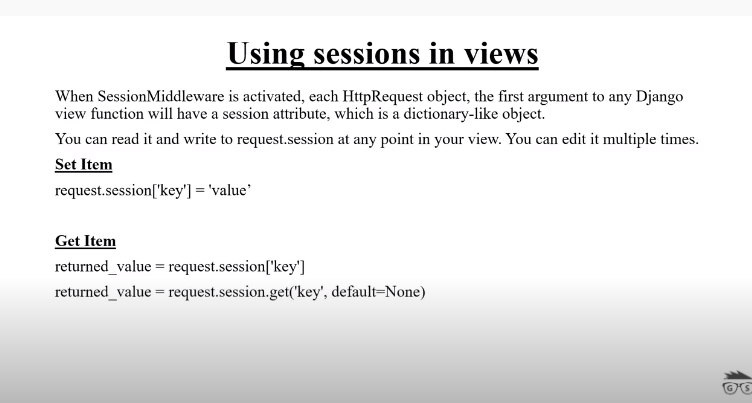 Using sessions in views
When SessionMiddleware is activated, each HttpRequest object, the first argument to any Django
view function will have a session attribute, which is a dictionary-like object.
You can read it and write to request.session at any point in your view. You can edit it multiple times.
Set Item
request.session['key'] = 'value’
Get Item
returned_value = request.session['key']
returned_value = request.session.get('key', default=None)
G S